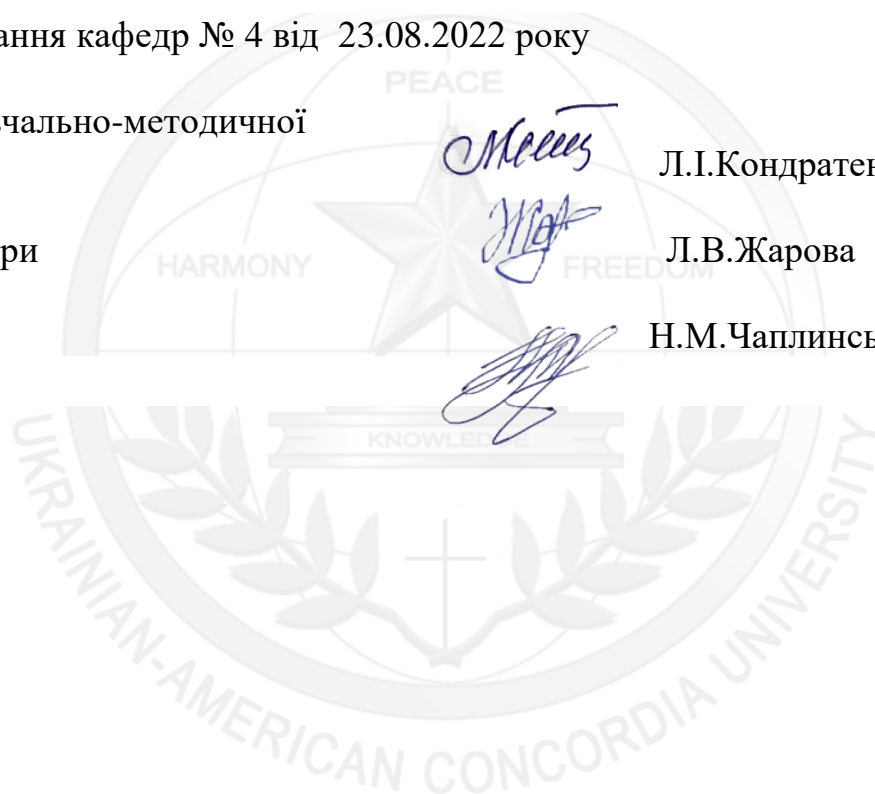 ання кафедр № 4 від 23.08.2022 року
PEACE
чально-методичної
Л.І.Кондратен
ри
HARMONY
FREEDOM
Л.В.Жарова
Н.М.Чаплинсь
KNOWLEDGE
UKRAINIAN-AMERICAN CONCORDIA UNIVERSITY